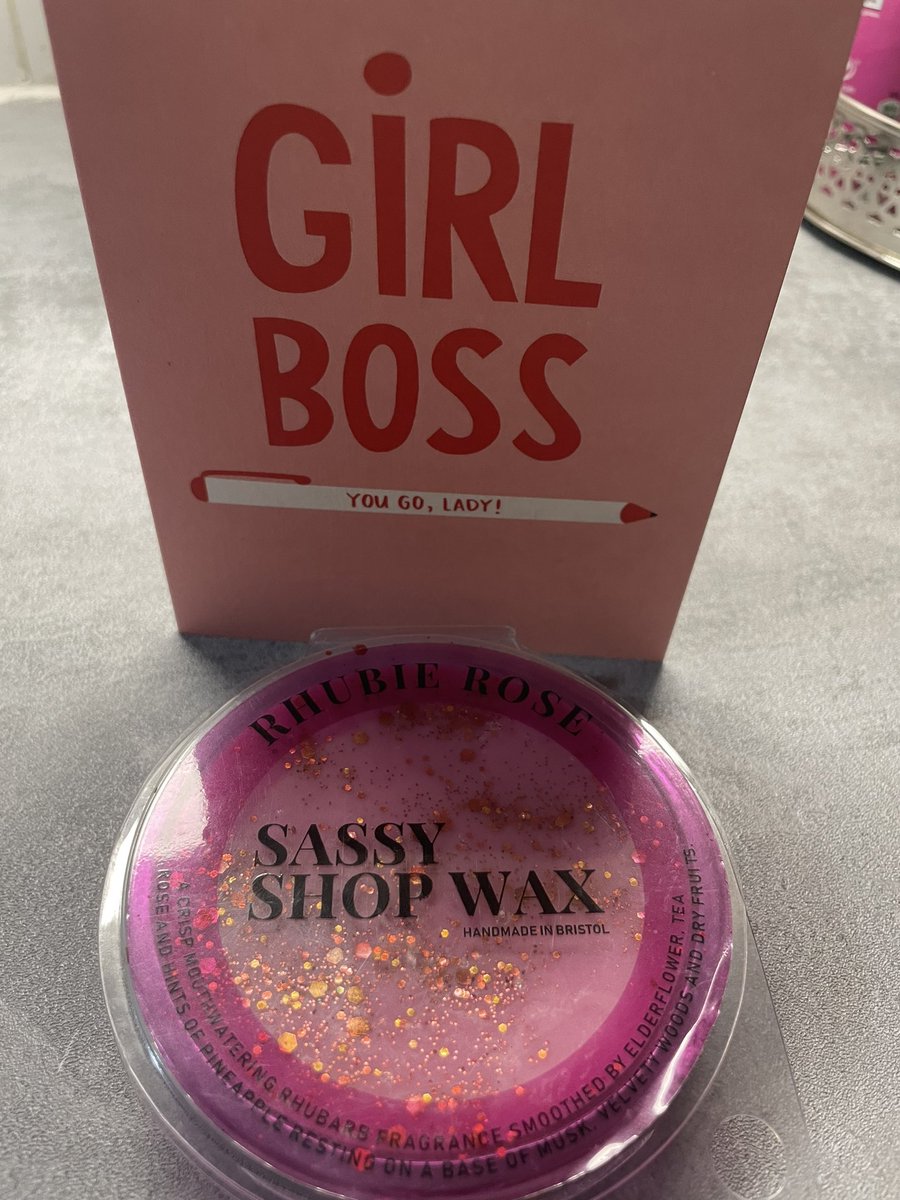 GIRL
BOSS
YOU GO, LADY!
RHUBIE ROSE
SASSY
SHOP WAX
HANDMADE IN BRISTOL
A CRISP MOUTHWATERING RHUBARB FRAGRANCE SMOOTHED BY ELDERFLOWER, TEA
ROSE AND HINTS OF PINEAPPLE RESTING ON A BASE OF MUSK, VELVETY WOODS AND DRY FRUITS.